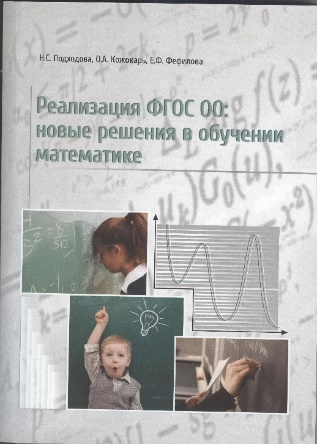 Н.С. Подходова, О.А. Кожокарь, Е.Ф. Фефилова
Реализация ФГОС ОО:
новые решения в обучении
математике